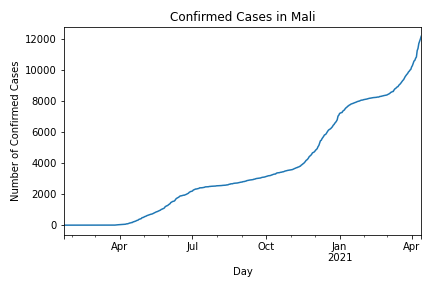 Confirmed Cases in Mali
Number of Confirmed Cases
12000
10000
8000
6000
4000
2000
0
Apr
Jul
Oct
Jan
2021
Apr
Day